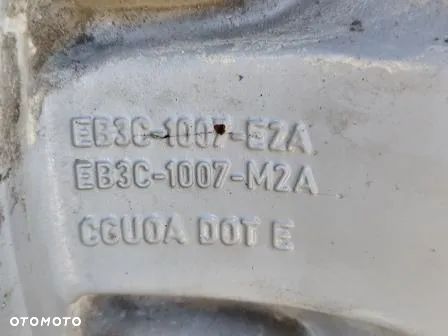 EB3C-1007-E2A
EB3C-1007-M2A
CGU0A DOT E
OTOMOTO